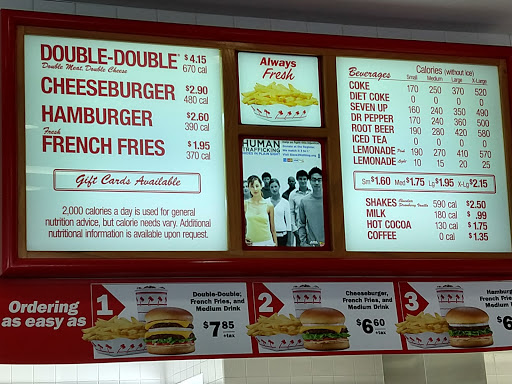 DOUBLE-DOUBLE® $4.15
Double Meat, Double Cheese 670 cal
CHEESEBURGER $2.90
480 cal
HAMBURGER $2.60
390 cal
Fresh
FRENCH FRIES $1.95
370 cal
Gift Cards Available
2,000 calories a day is used for general
nutrition advice, but calorie needs vary. Additional
nutritional information is available upon request.
Always
Fresh
HUMAN
TRAFFICKING
Beverages Calories (without ice)
Small Medium Large X-Large
COKE 170 250 370 520
DIET COKE 0 0 0 0
SEVEN UP 160 240 350 490
DR PEPPER 170 240 360 500
ROOT BEER 190 280 420 580
ICED TEA 0 0 0 0
LEMONADE Pink 190 270 410 570
LEMONADE Light 10 15 20 25
Sm $1.60 Med $1.75 Lg $1.95 X-Lg $2.15
SHAKES Chocolate Strawberry Vanilla 590 cal $2.50
MILK 180 cal $ .99
HOT COCOA 130 cal $1.75
COFFEE 0 cal $1.35
Ordering
as easy as
1
Double-Double,
French Fries, and
Medium Drink
$7.85
+tax
2
Cheeseburger,
French Fries, and
Medium Drink
$6.60
+tax
3
Hamburg
French Fries
Medium D
$6